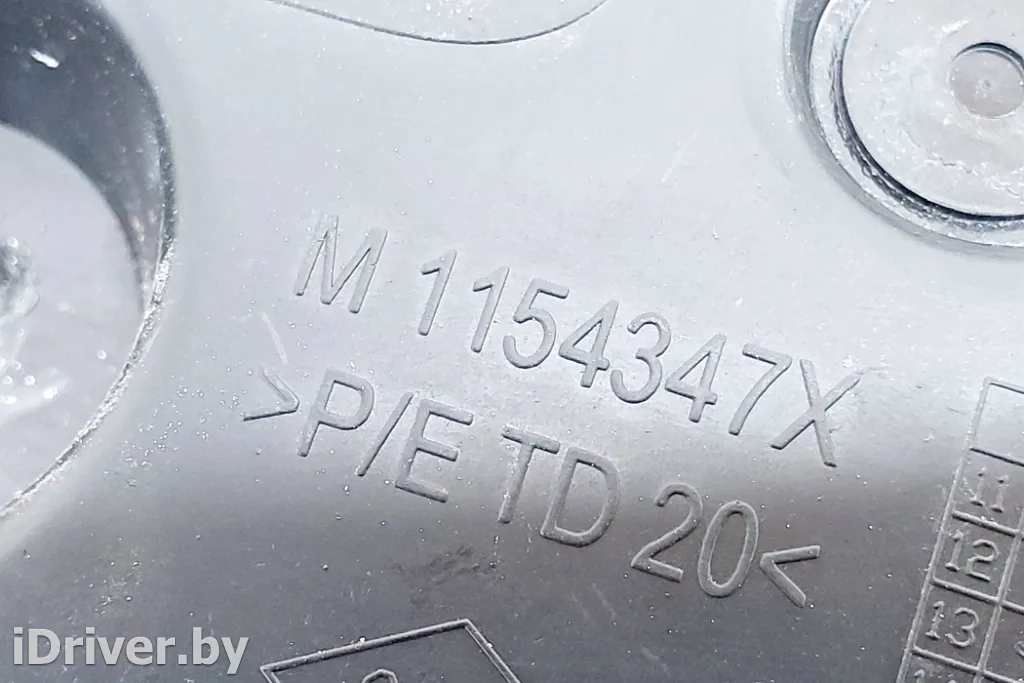 M 1154347X
>P/E TD 20<
11
12
13
iDriver.by